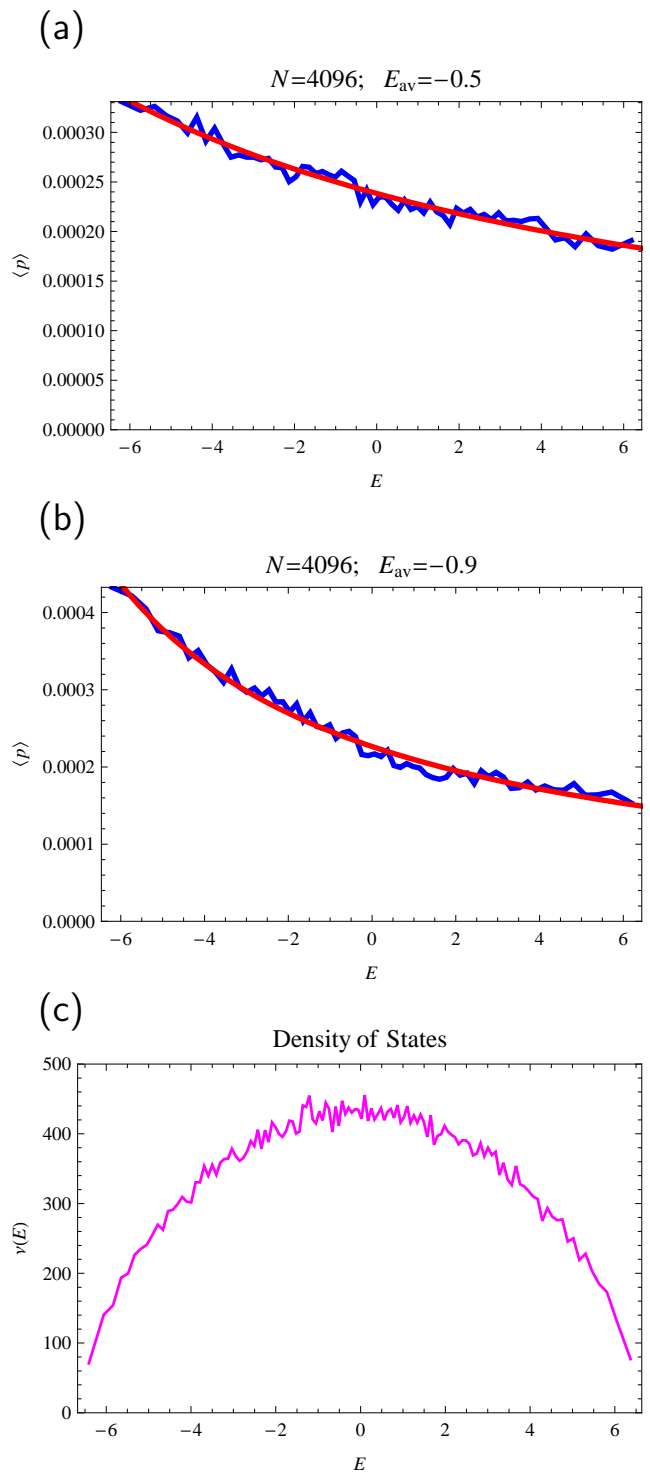 (a)
N=4096; E_av=−0.5
0.00030
0.00025
0.00020
0.00015
0.00010
0.00005
0.00000
⟨p⟩
−6 −4 −2 0 2 4 6
E
(b)
N=4096; E_av=−0.9
0.0004
0.0003
0.0002
0.0001
0.0000
⟨p⟩
−6 −4 −2 0 2 4 6
E
(c)
Density of States
500
400
300
200
100
0
ν(E)
−6 −4 −2 0 2 4 6
E